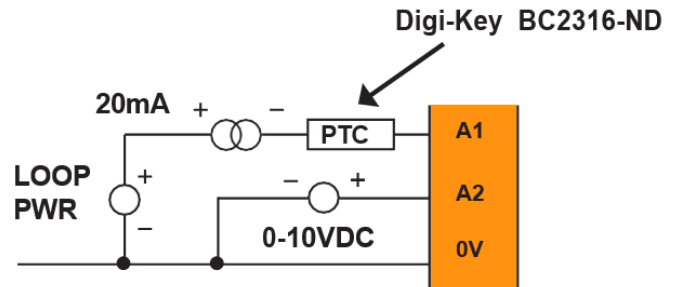 Digi-Key BC2316-ND
20mA + −
PTC
A1
LOOP
PWR
+
−
− +
A2
0-10VDC
0V